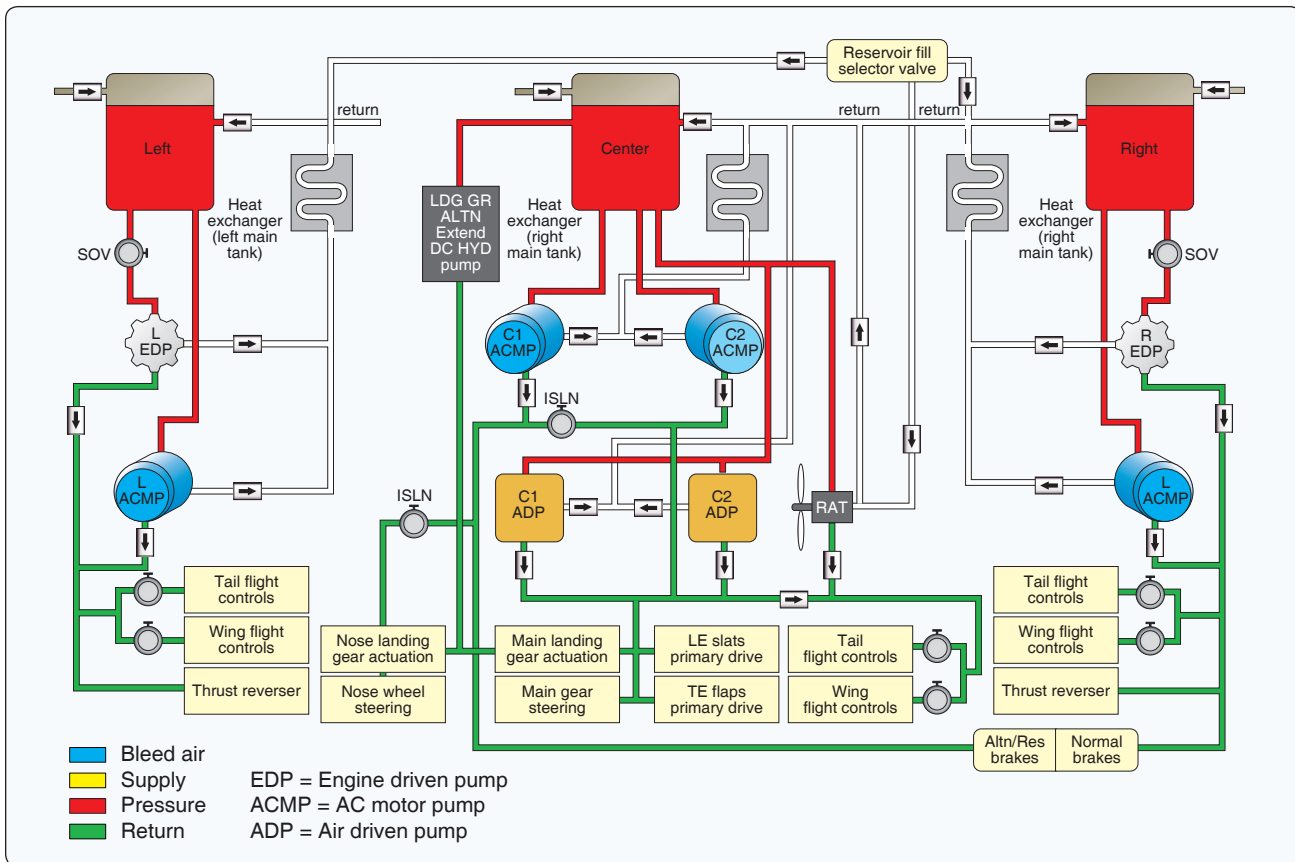 Reservoir fill
selector valve
return
return
return
Left
Center
Right
Heat
exchanger
(left main
tank)
LDG GR
ALTN
Extend
DC HYD
pump
Heat
exchanger
(right
main tank)
Heat
exchanger
(right
main tank)
SOV
SOV
L
EDP
C1
ACMP
C2
ACMP
R
EDP
ISLN
L
ACMP
ISLN
C1
ADP
C2
ADP
RAT
L
ACMP
Tail flight
controls
Wing flight
controls
Thrust reverser
Nose landing
gear actuation
Nose wheel
steering
Main landing
gear actuation
Main gear
steering
LE slats
primary drive
TE flaps
primary drive
Tail
flight controls
Wing
flight controls
Tail flight
controls
Wing flight
controls
Thrust reverser
Altn/Res
brakes
Normal
brakes
Bleed air
Supply
Pressure
Return
EDP = Engine driven pump
ACMP = AC motor pump
ADP = Air driven pump